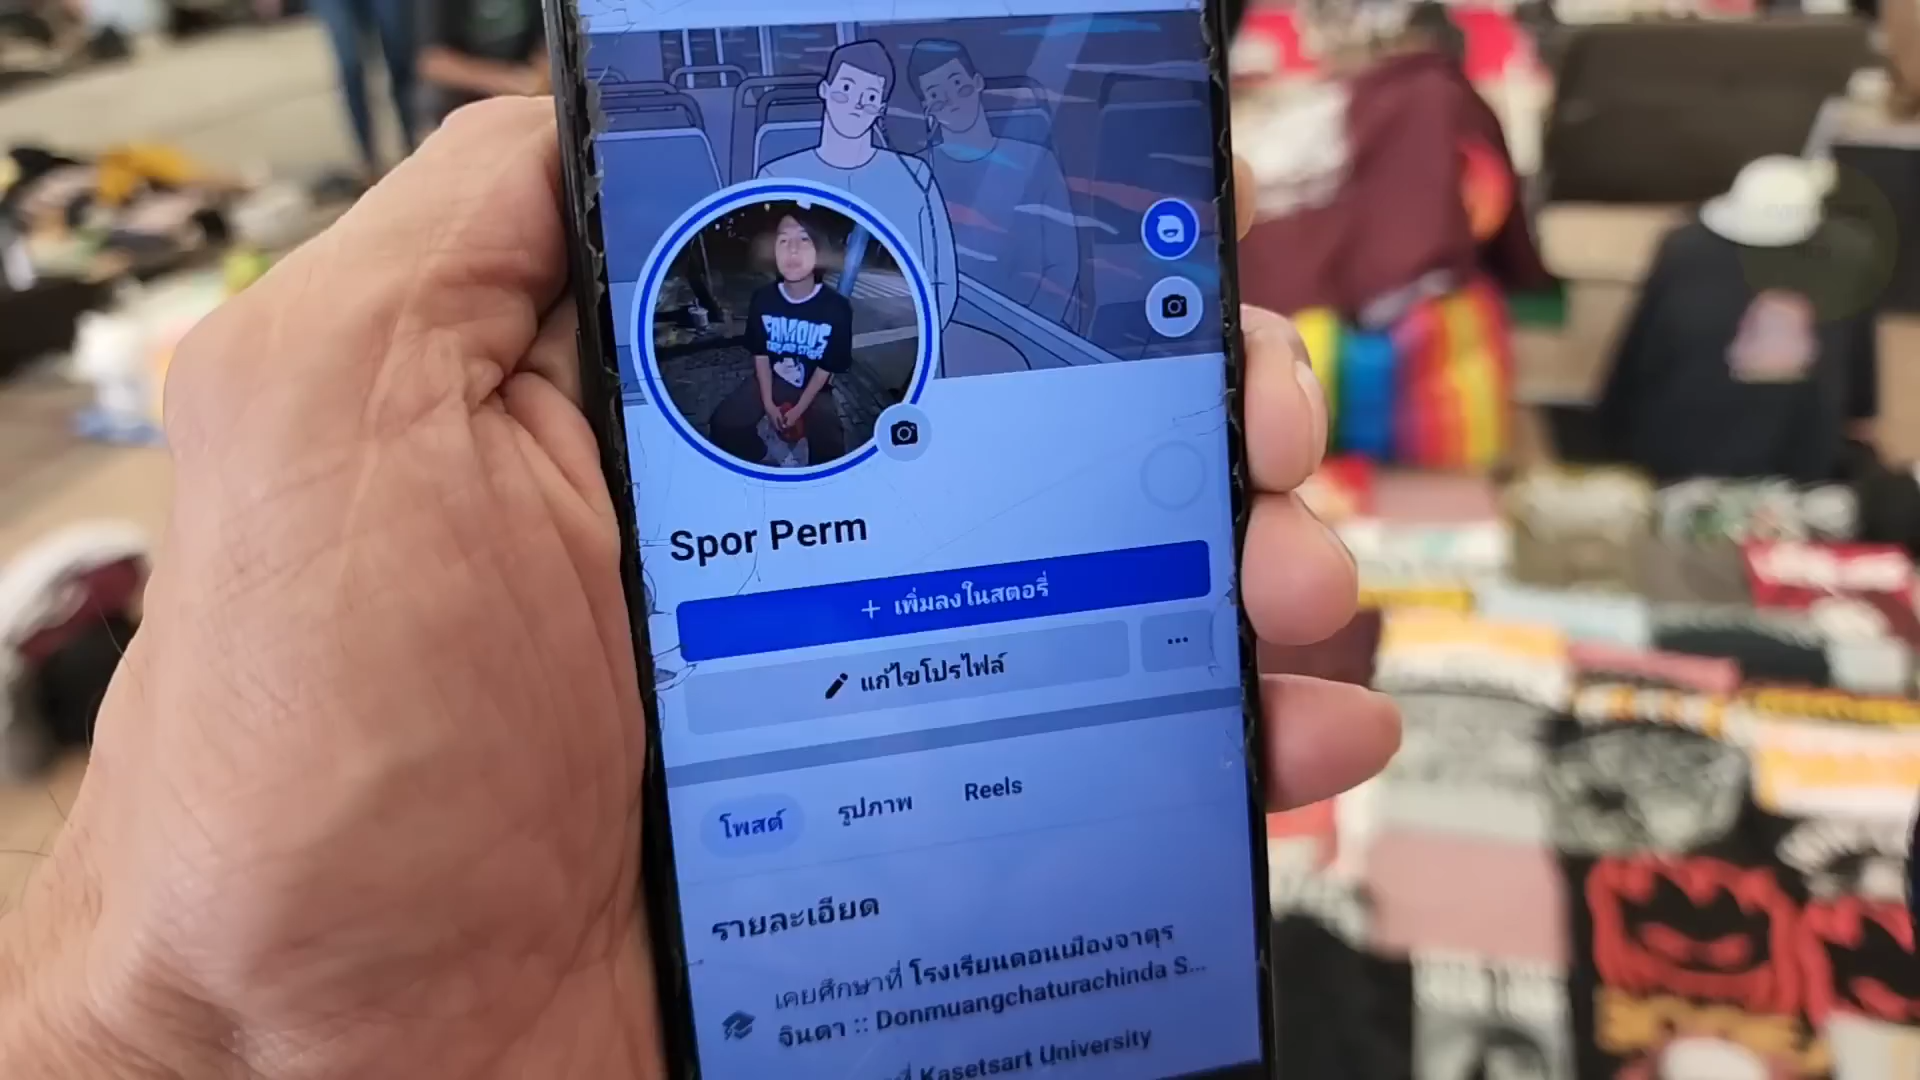 FAMOUS
Spor Perm
+ เพิ่มลงในสตอรี่
แก้ไขโปรไฟล์
โพสต์ รูปภาพ Reels
รายละเอียด
เคยศึกษาที่ โรงเรียนดอนเมืองจาตุร
จินดา :: Donmuangchaturachinda S...
ที่ Kasetsart University